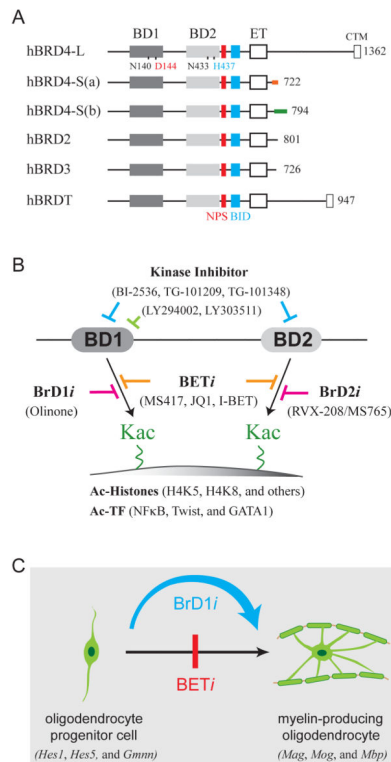 A
BD1 BD2 ET CTM
hBRD4-L 1362
N140 D144 N433 H437
hBRD4-S(a) 722
hBRD4-S(b) 794
hBRD2 801
hBRD3 726
hBRDT 947
NPS BID
B
Kinase Inhibitor
(BI-2536, TG-101209, TG-101348)
(LY294002, LY303511)
BD1 BD2
BrD1i BETi BrD2i
(Olinone) (MS417, JQ1, I-BET) (RVX-208/MS765)
Kac Kac
Ac-Histones (H4K5, H4K8, and others)
Ac-TF (NFκB, Twist, and GATA1)
C
BrD1i
BETi
oligodendrocyte myelin-producing
progenitor cell oligodendrocyte
(Hes1, Hes5, and Gmnn) (Mag, Mog, and Mbp)